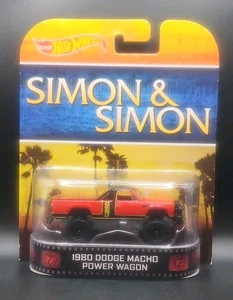 Hot Wheels
SIMON &
SIMON
1980 DODGE MACHO
POWER WAGON